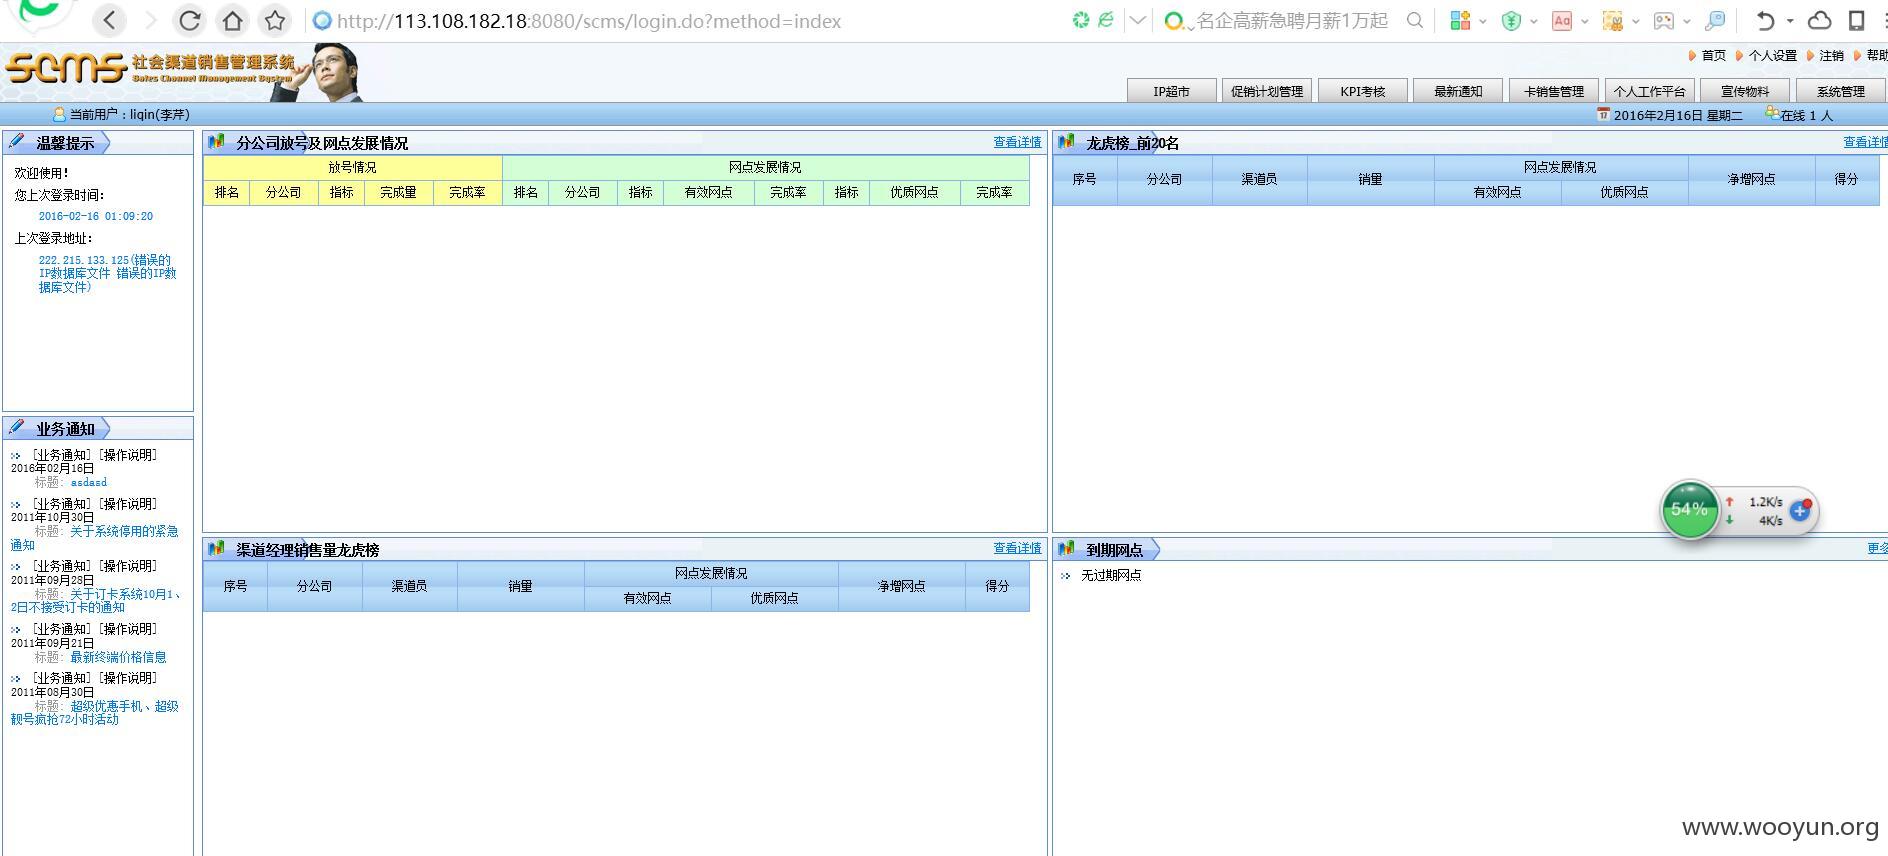 http://113.108.182.18:8080/scms/login.do?method=index
名企高薪急聘月薪1万起
scms 社会渠道销售管理系统
Sales Channel Management System
首页 个人设置 注销 帮助
IP超市 促销计划管理 KPI考核 最新通知 卡销售管理 个人工作平台 宣传物料 系统管理
当前用户：liqin(李芹)
2016年2月16日 星期二 在线 1 人
温馨提示
欢迎使用!
您上次登录时间:
2016-02-16 01:09:20
上次登录地址:
222.215.133.125(错误的
IP数据库文件 错误的IP数
据库文件)
业务通知
[业务通知] [操作说明]
2016年02月16日
标题: asdasd
[业务通知] [操作说明]
2011年10月30日
标题: 关于系统停用的紧急
通知
[业务通知] [操作说明]
2011年09月28日
标题: 关于订卡系统10月1、
2日不接受订卡的通知
[业务通知] [操作说明]
2011年09月21日
标题: 最新终端价格信息
[业务通知] [操作说明]
2011年08月30日
标题: 超级优惠手机、超级
靓号疯抢72小时活动
分公司放号及网点发展情况 查看详情
放号情况 网点发展情况
排名 分公司 指标 完成量 完成率 排名 分公司 指标 有效网点 完成率 指标 优质网点 完成率
龙虎榜_前20名 查看详情
序号 分公司 渠道员 销量 网点发展情况 净增网点 得分
有效网点 优质网点
渠道经理销售量龙虎榜 查看详情
序号 分公司 渠道员 销量 网点发展情况 净增网点 得分
有效网点 优质网点
到期网点 更多
无过期网点
54% 1.2K/s
4K/s
www.wooyun.org